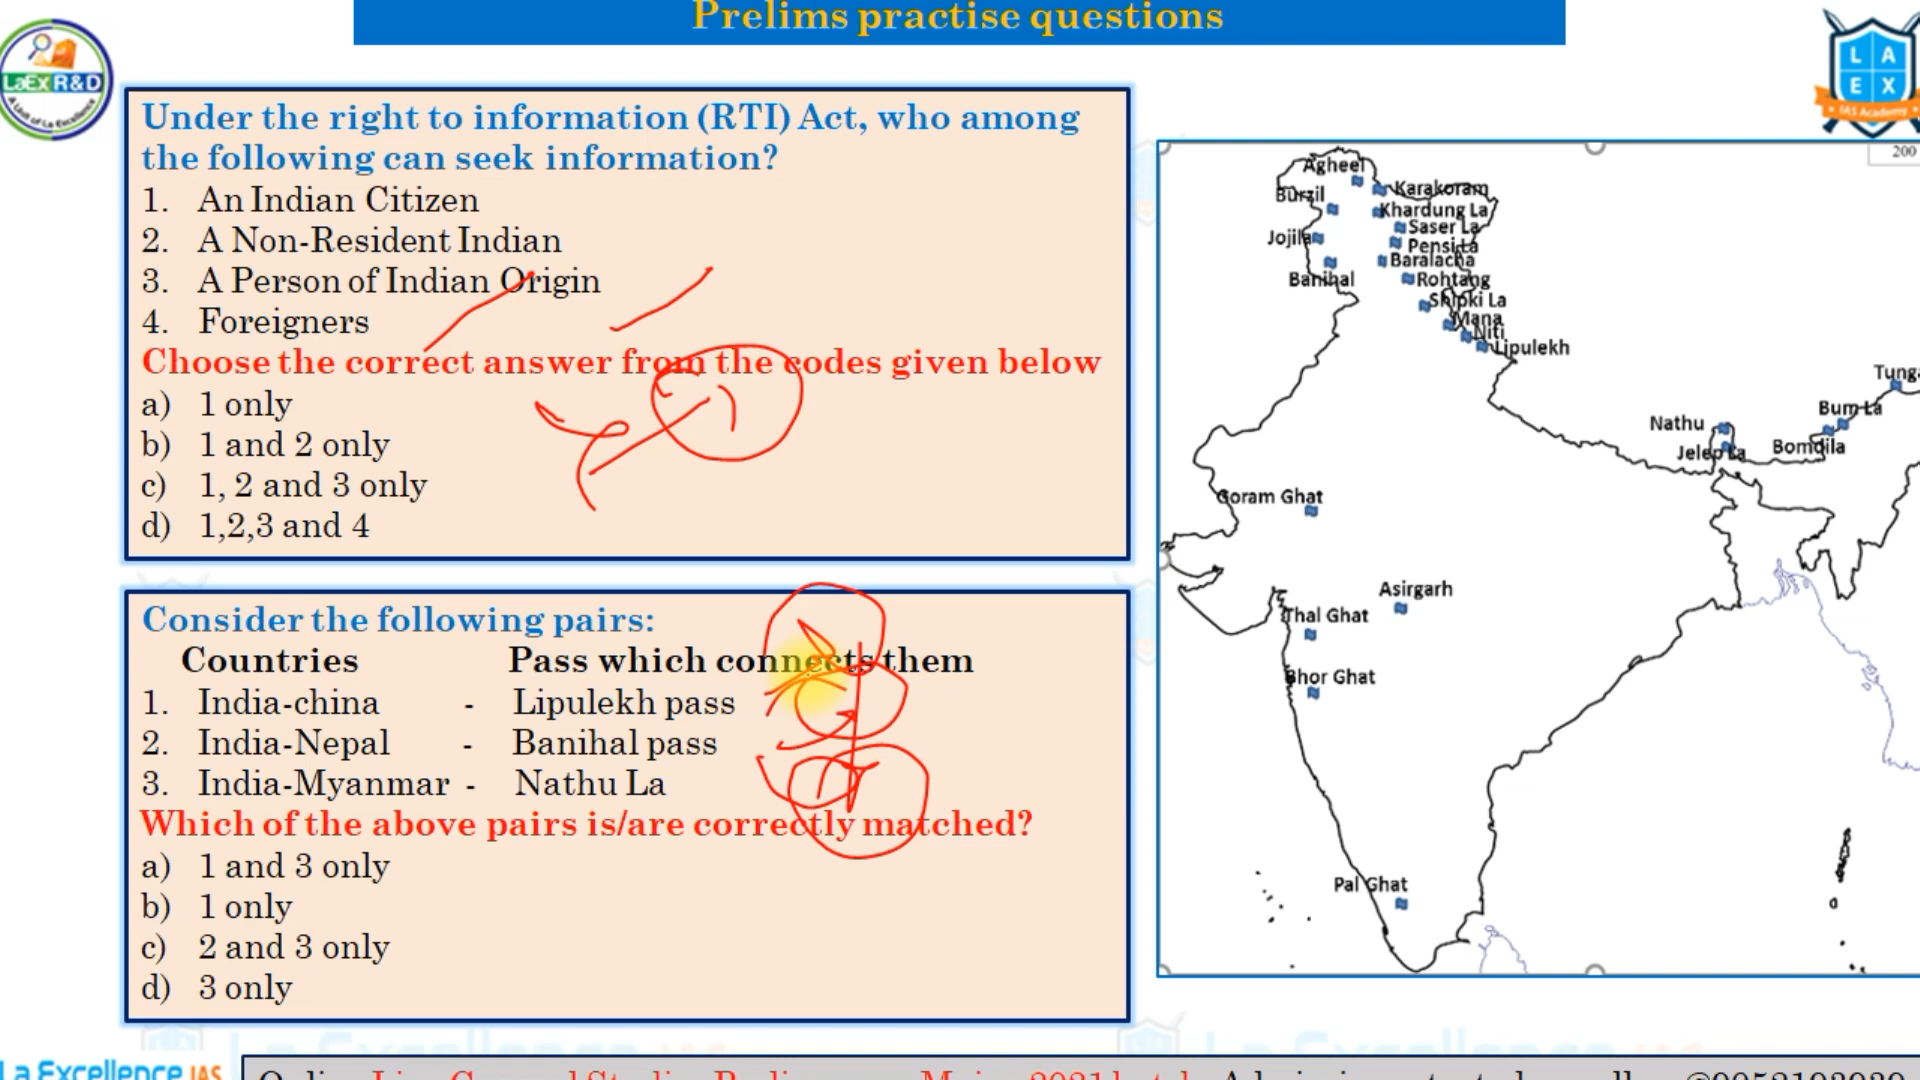 Prelims practise questions
LaEx R&D
A Unit of La Excellence
L A
E X
IAS Academy
Under the right to information (RTI) Act, who among
the following can seek information?
1. An Indian Citizen
2. A Non-Resident Indian
3. A Person of Indian Origin
4. Foreigners
Choose the correct answer from the codes given below
a) 1 only
b) 1 and 2 only
c) 1, 2 and 3 only
d) 1,2,3 and 4
Consider the following pairs:
Countries Pass which connects them
1. India-china - Lipulekh pass
2. India-Nepal - Banihal pass
3. India-Myanmar - Nathu La
Which of the above pairs is/are correctly matched?
a) 1 and 3 only
b) 1 only
c) 2 and 3 only
d) 3 only
200
Agheel
Karakoram
Burzil
Khardung La
Saser La
Jojila
Pensi La
Baralacha
Banihal
Rohtang
Shipki La
Mana
Niti
Lipulekh
Tunga
Bum La
Nathu
Jelep La
Bomdila
Goram Ghat
Asirgarh
Thal Ghat
Bhor Ghat
Pal Ghat
La Excellence IAS